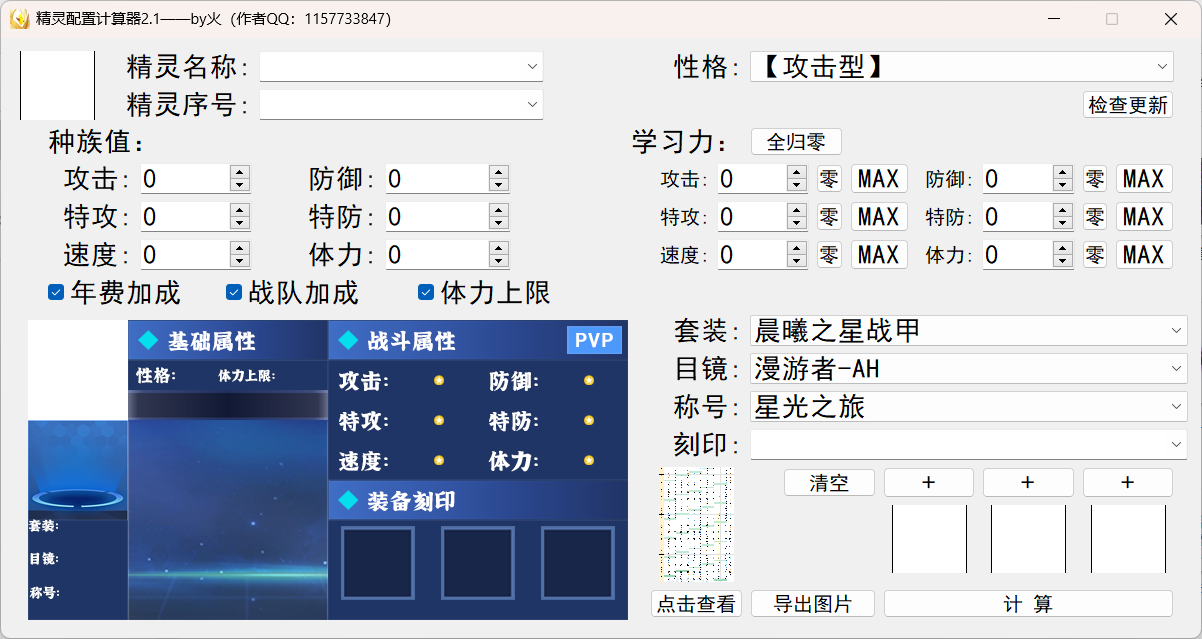 精灵配置计算器2.1——by火（作者QQ：1157733847）
精灵名称： 性格：【攻击型】
精灵序号： 检查更新
种族值： 学习力： 全归零
攻击： 0 防御： 0 攻击： 0 零 MAX 防御： 0 零 MAX
特攻： 0 特防： 0 特攻： 0 零 MAX 特防： 0 零 MAX
速度： 0 体力： 0 速度： 0 零 MAX 体力： 0 零 MAX
年费加成 战队加成 体力上限
基础属性 战斗属性 PVP
性格： 体力上限：
攻击： 防御：
特攻： 特防：
速度： 体力：
装备刻印
套装：
目镜：
称号：
套装： 晨曦之星战甲
目镜： 漫游者-AH
称号： 星光之旅
刻印：
清空 + + +
点击查看 导出图片 计 算